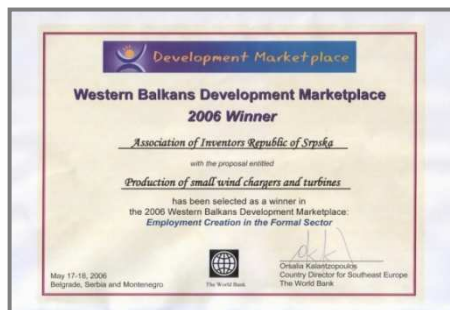 Development Marketplace
Western Balkans Development Marketplace
2006 Winner
Association of Inventors Republic of Srpska
with the proposal entitled
Production of small wind chargers and turbines
has been selected as a winner in
the 2006 Western Balkans Development Marketplace:
Employment Creation in the Formal Sector
May 17-18, 2006
Belgrade, Serbia and Montenegro
The World Bank
Orsalia Kalantzopoulos
Country Director for Southeast Europe
The World Bank